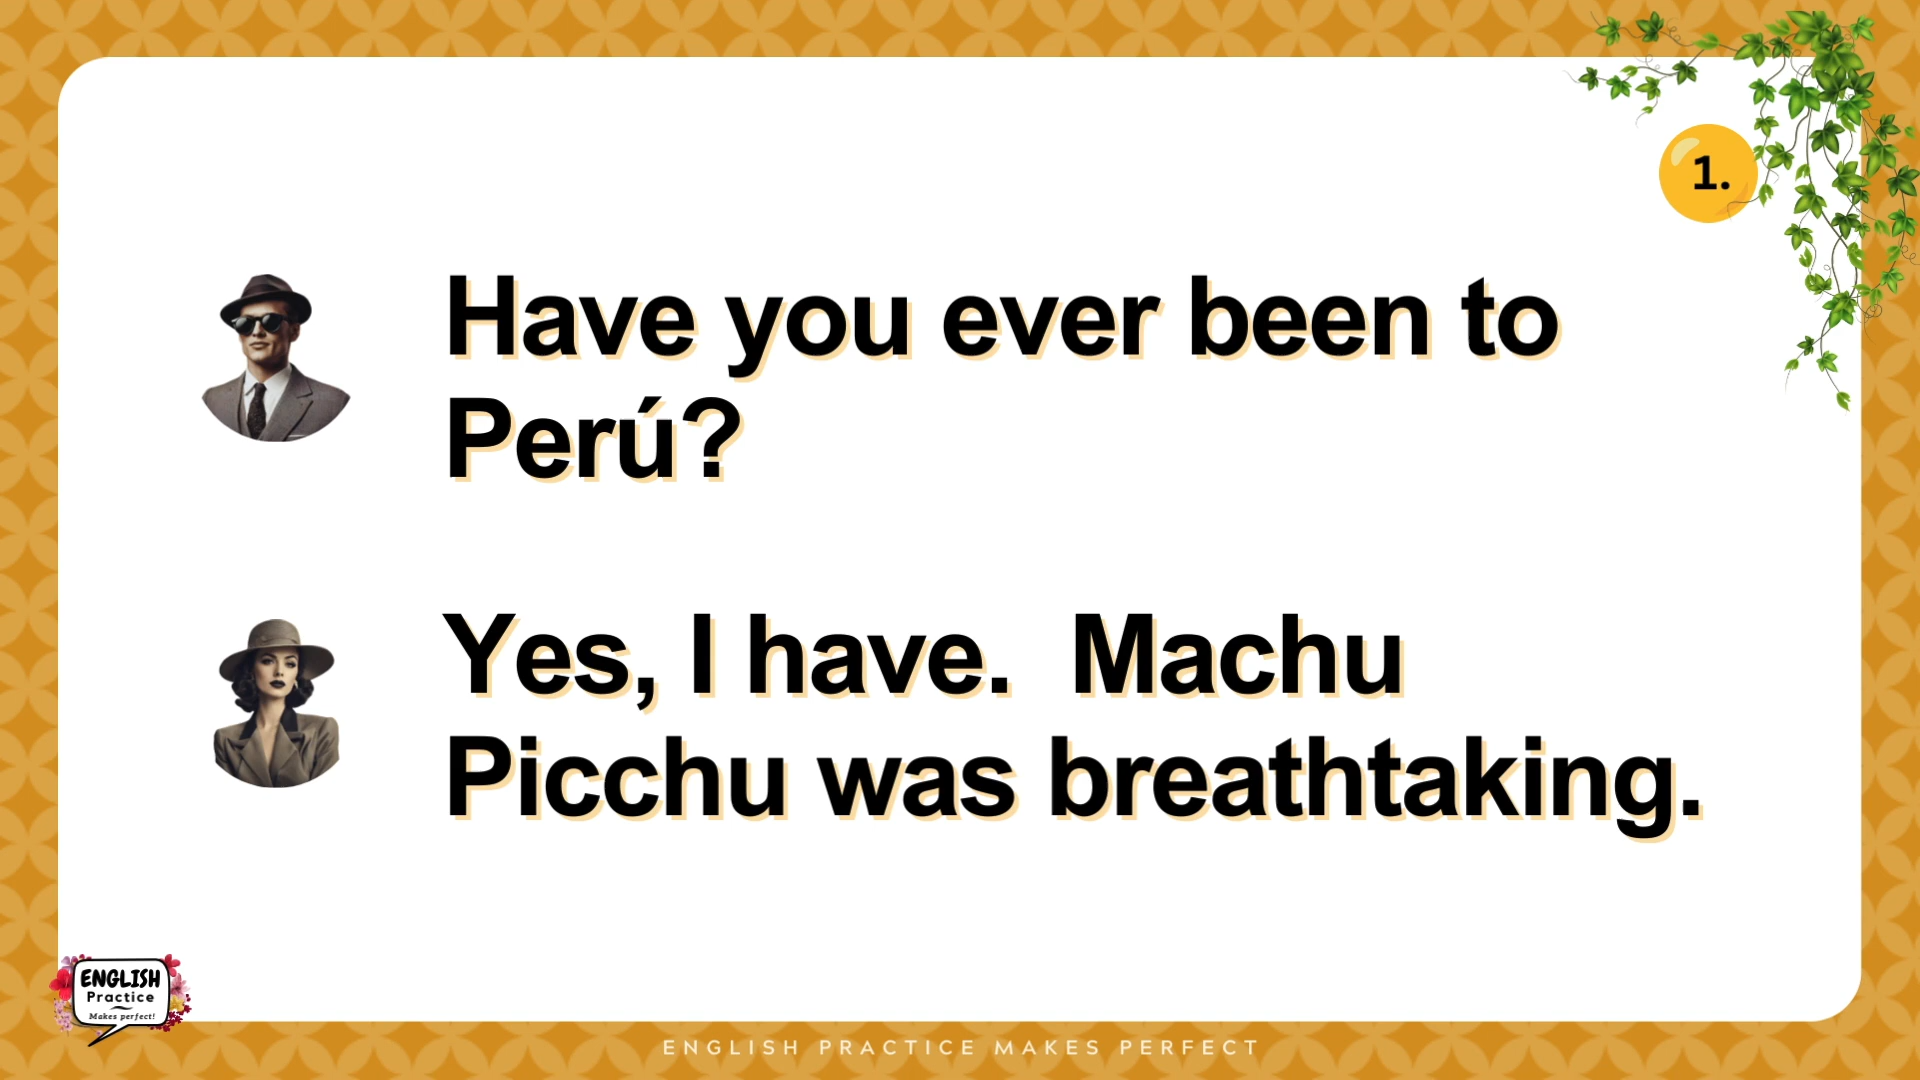 1.
Have you ever been to
Perú?
Yes, I have.  Machu
Picchu was breathtaking.
ENGLISH
Practice
Makes perfect!
ENGLISH PRACTICE MAKES PERFECT